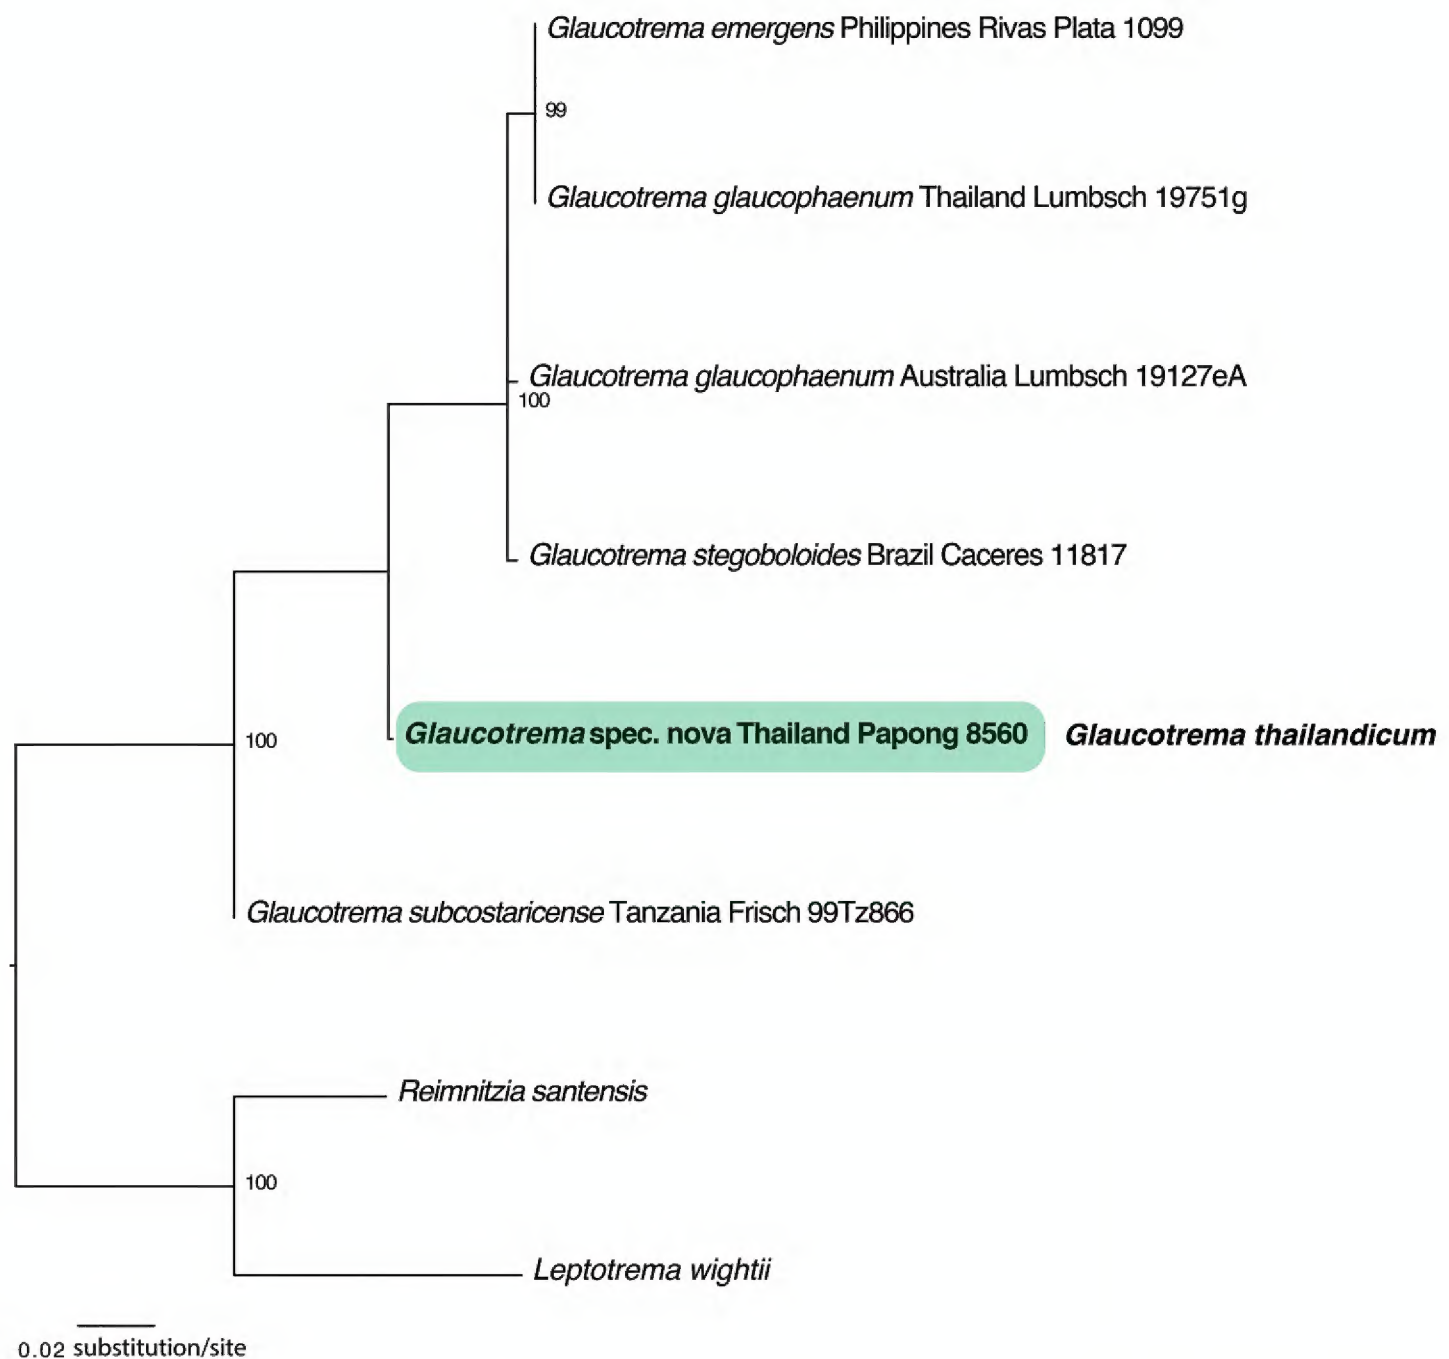 Glaucotrema emergens Philippines Rivas Plata 1099
99
Glaucotrema glaucophaenum Thailand Lumbsch 19751g
Glaucotrema glaucophaenum Australia Lumbsch 19127eA
100
Glaucotrema stegoboloides Brazil Caceres 11817
Glaucotrema spec. nova Thailand Papong 8560 Glaucotrema thailandicum
100
Glaucotrema subcostaricense Tanzania Frisch 99Tz866
Reimnitzia santensis
100
Leptotrema wightii
0.02 substitution/site